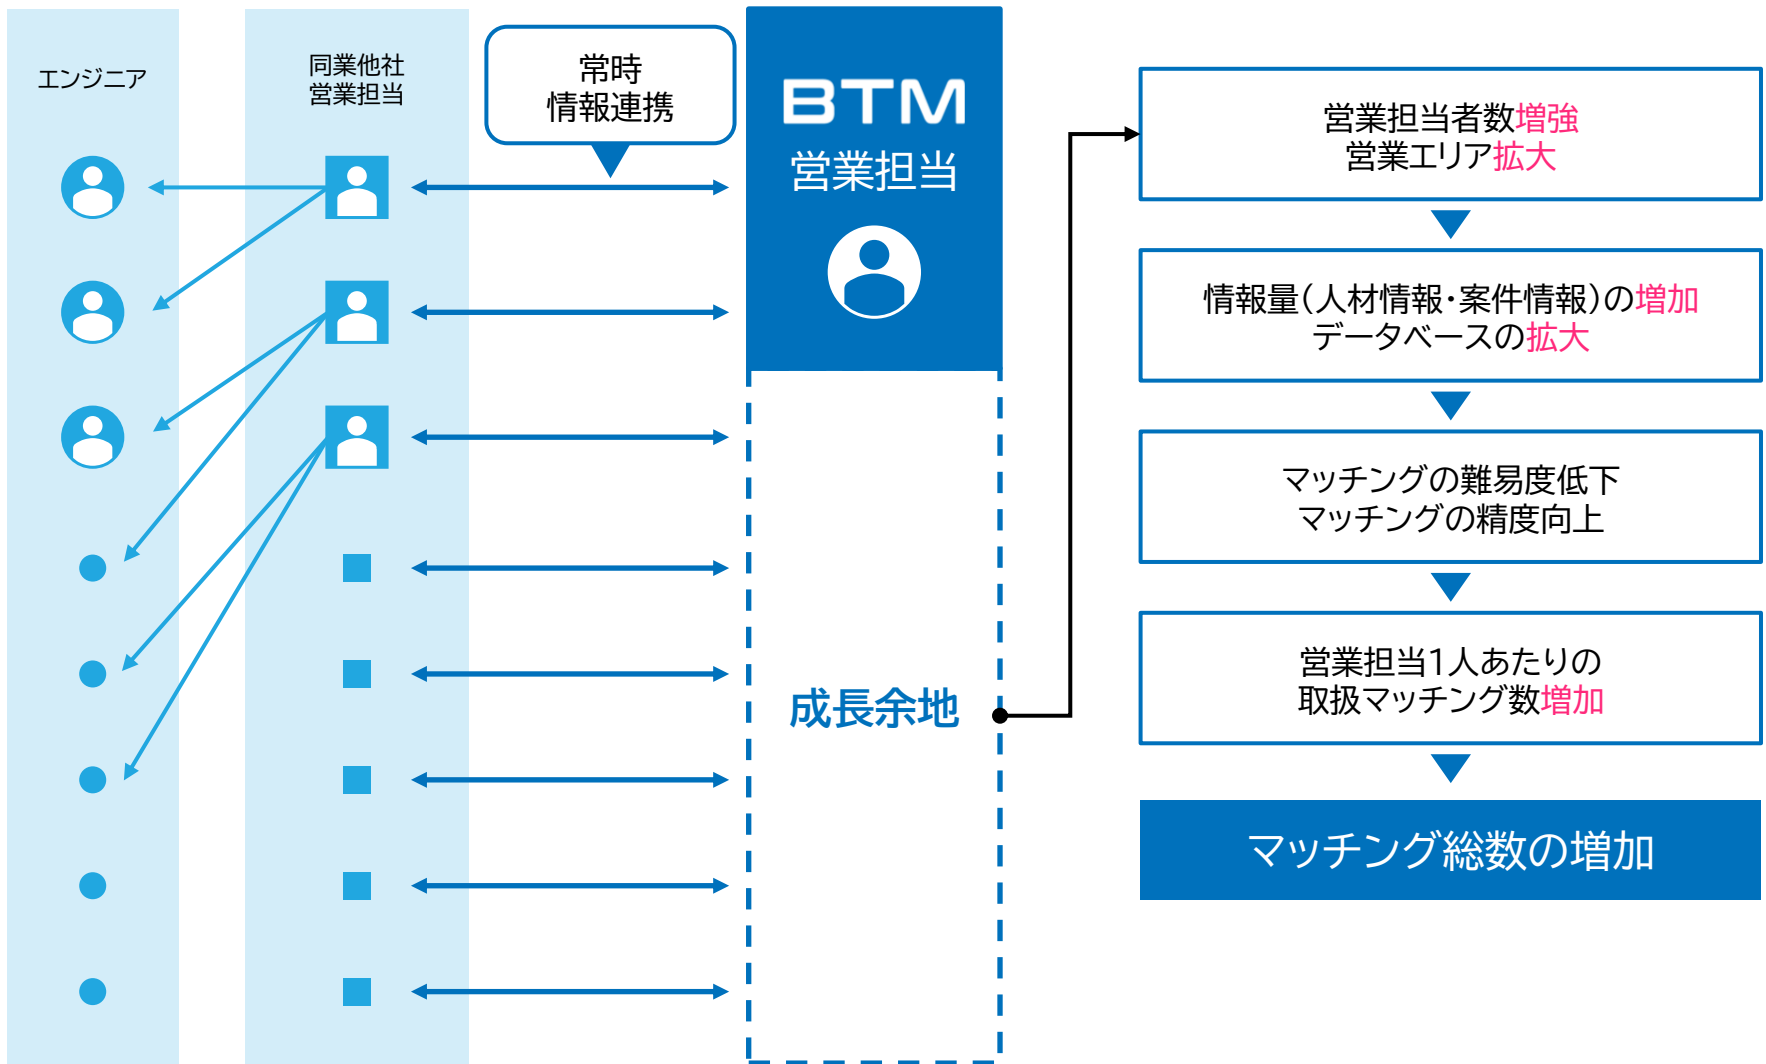 エンジニア
同業他社
営業担当
常時
情報連携
BTM
営業担当
成長余地
営業担当者数増強
営業エリア拡大
情報量(人材情報・案件情報)の増加
データベースの拡大
マッチングの難易度低下
マッチングの精度向上
営業担当1人あたりの
取扱マッチング数増加
マッチング総数の増加